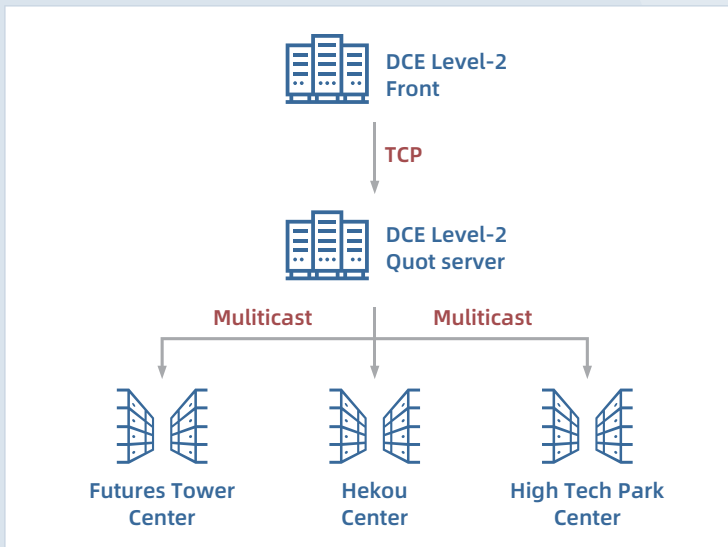 DCE Level-2
Front
TCP
DCE Level-2
Quot server
Muliticast
Muliticast
Futures Tower
Center
Hekou
Center
High Tech Park
Center